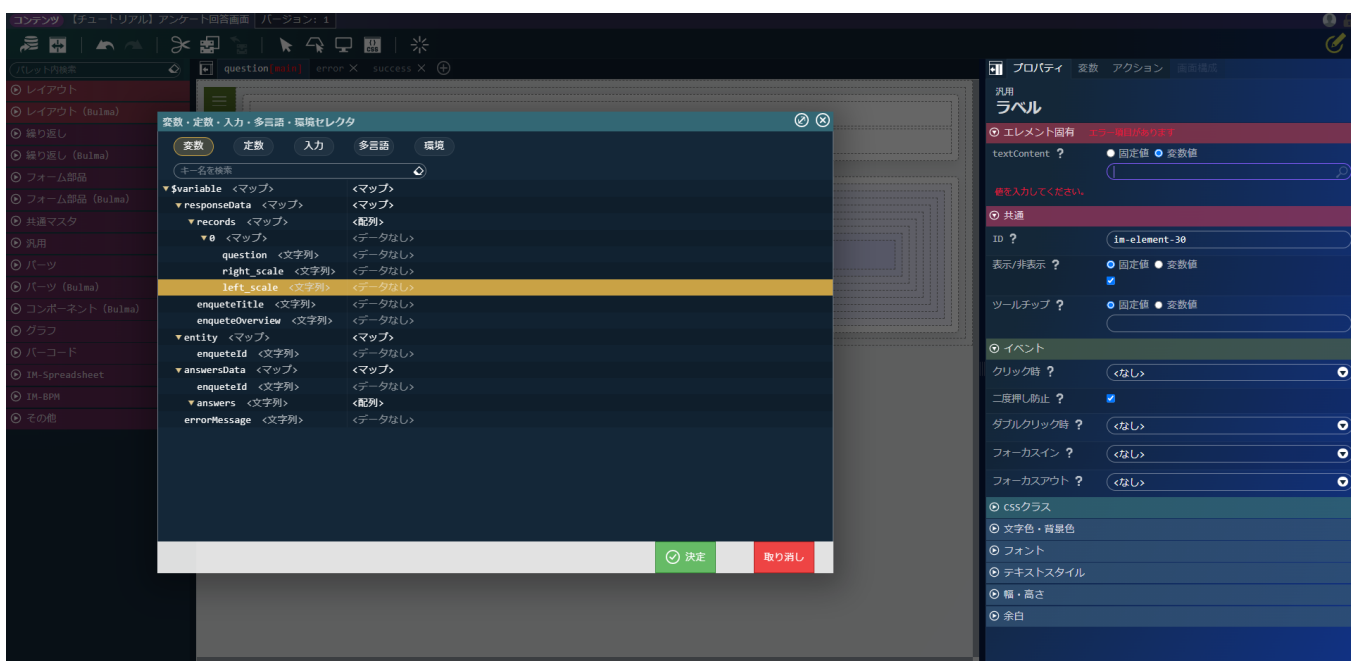 コンテンツ 【チュートリアル】アンケート回答画面 バージョン: 1
パレット内検索
question[main] error × success ×
レイアウト
レイアウト (Bulma)
繰り返し
繰り返し (Bulma)
フォーム部品
フォーム部品 (Bulma)
共通マスタ
汎用
パーツ
パーツ (Bulma)
コンポーネント (Bulma)
グラフ
バーコード
IM-Spreadsheet
IM-BPM
その他
変数・定数・入力・多言語・環境セレクタ
変数 定数 入力 多言語 環境
キー名を検索
▼$variable <マップ> <マップ>
▼responseData <マップ> <マップ>
▼records <マップ> <配列>
▼0 <マップ> <データなし>
question <文字列> <データなし>
right_scale <文字列> <データなし>
left_scale <文字列> <データなし>
enqueteTitle <文字列> <データなし>
enqueteOverview <文字列> <データなし>
▼entity <マップ> <マップ>
enqueteId <文字列> <データなし>
▼answersData <マップ> <マップ>
enqueteId <文字列> <データなし>
▼answers <文字列> <配列>
errorMessage <文字列> <データなし>
決定 取り消し
プロパティ 変数 アクション 画面構成
汎用
ラベル
エレメント固有 エラー項目があります
textContent ? 固定値 変数値
値を入力してください。
共通
ID ? im-element-30
表示/非表示 ? 固定値 変数値
ツールチップ ? 固定値 変数値
イベント
クリック時 ? <なし>
二度押し防止 ?
ダブルクリック時 ? <なし>
フォーカスイン ? <なし>
フォーカスアウト ? <なし>
CSSクラス
文字色・背景色
フォント
テキストスタイル
幅・高さ
余白